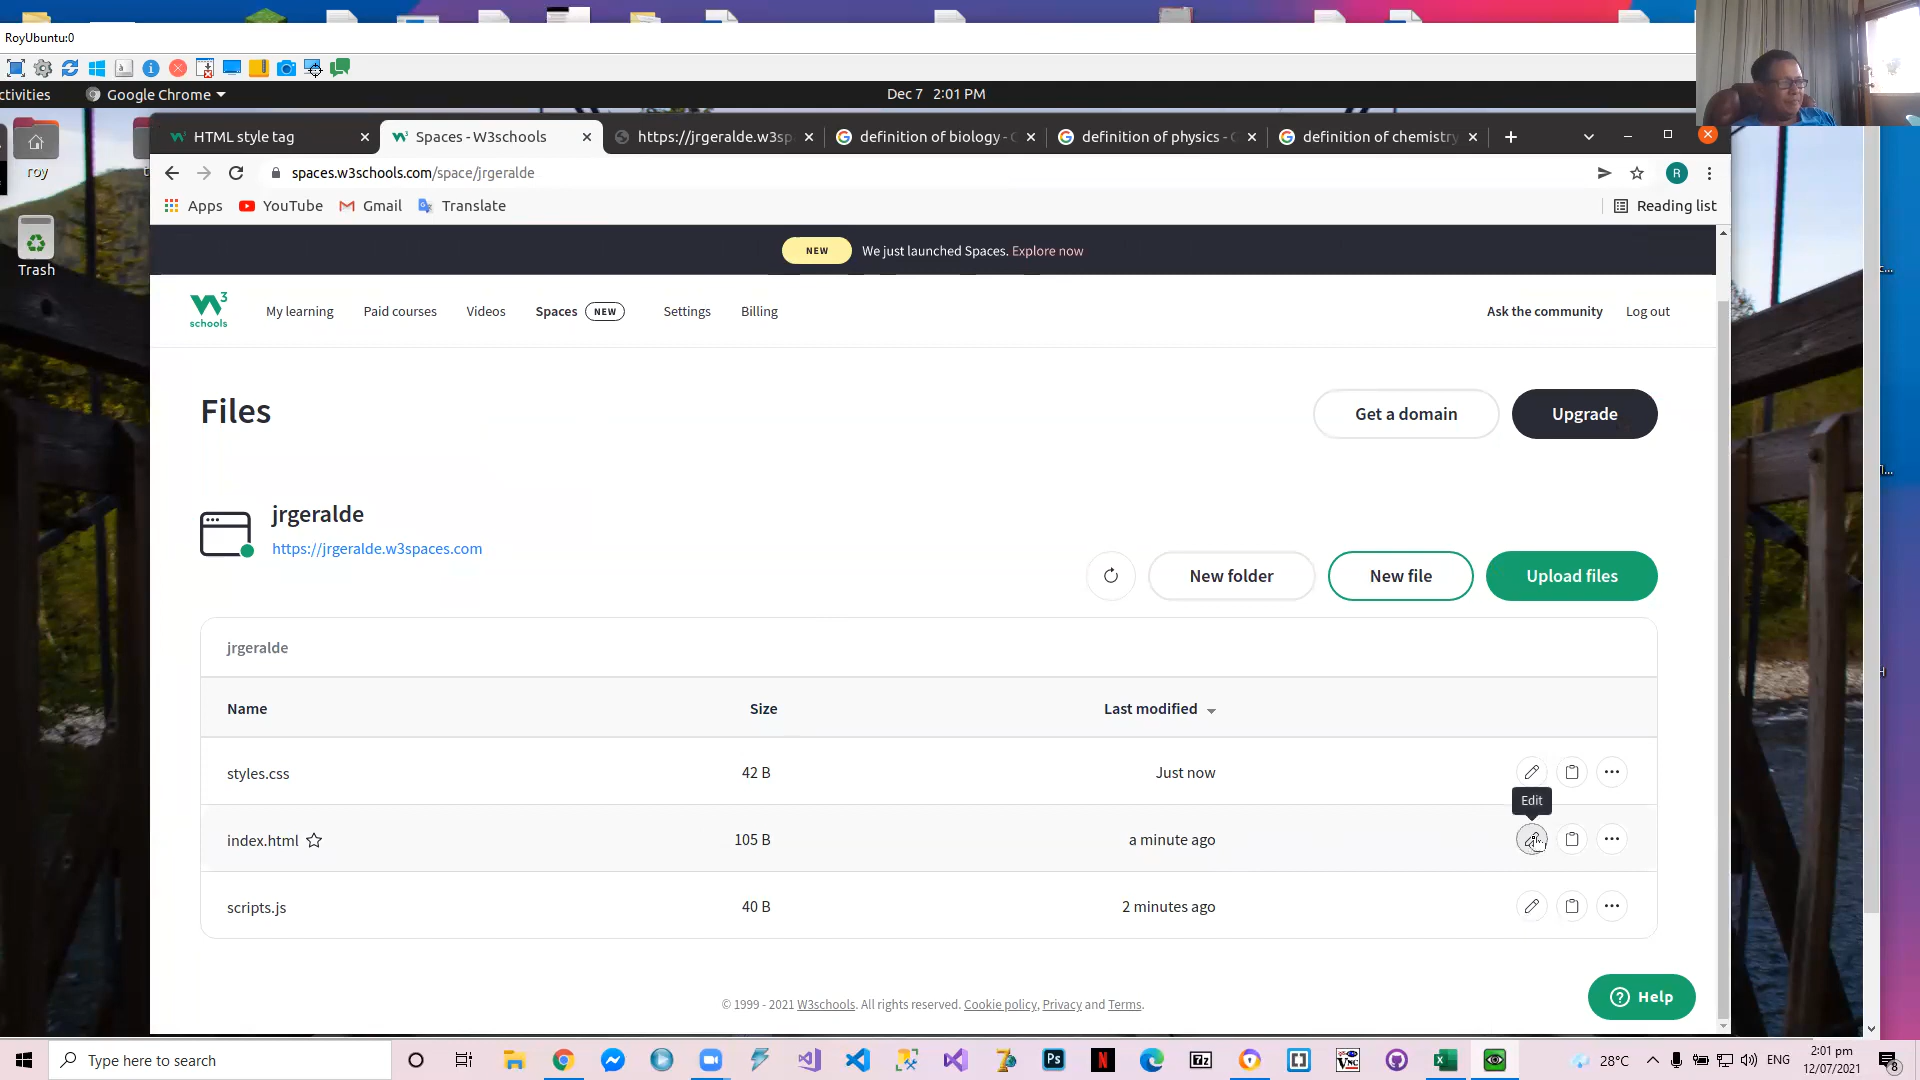 RoyUbuntu:0
ctivities
Google Chrome
Dec 7 2:01 PM
HTML style tag
Spaces - W3schools
https://jrgeralde.w3sp
definition of biology -
definition of physics -
definition of chemistry
spaces.w3schools.com/space/jrgeralde
R
Apps
YouTube
Gmail
Translate
Reading list
roy
Trash
NEW
We just launched Spaces. Explore now
W3 schools
My learning
Paid courses
Videos
Spaces
NEW
Settings
Billing
Ask the community
Log out
Files
Get a domain
Upgrade
jrgeralde
https://jrgeralde.w3spaces.com
New folder
New file
Upload files
jrgeralde
Name
Size
Last modified
styles.css
42 B
Just now
Edit
index.html
105 B
a minute ago
scripts.js
40 B
2 minutes ago
© 1999 - 2021 W3schools. All rights reserved. Cookie policy, Privacy and Terms.
? Help
Type here to search
Ps
N
7z
28°C
ENG
2:01 pm
12/07/2021
8